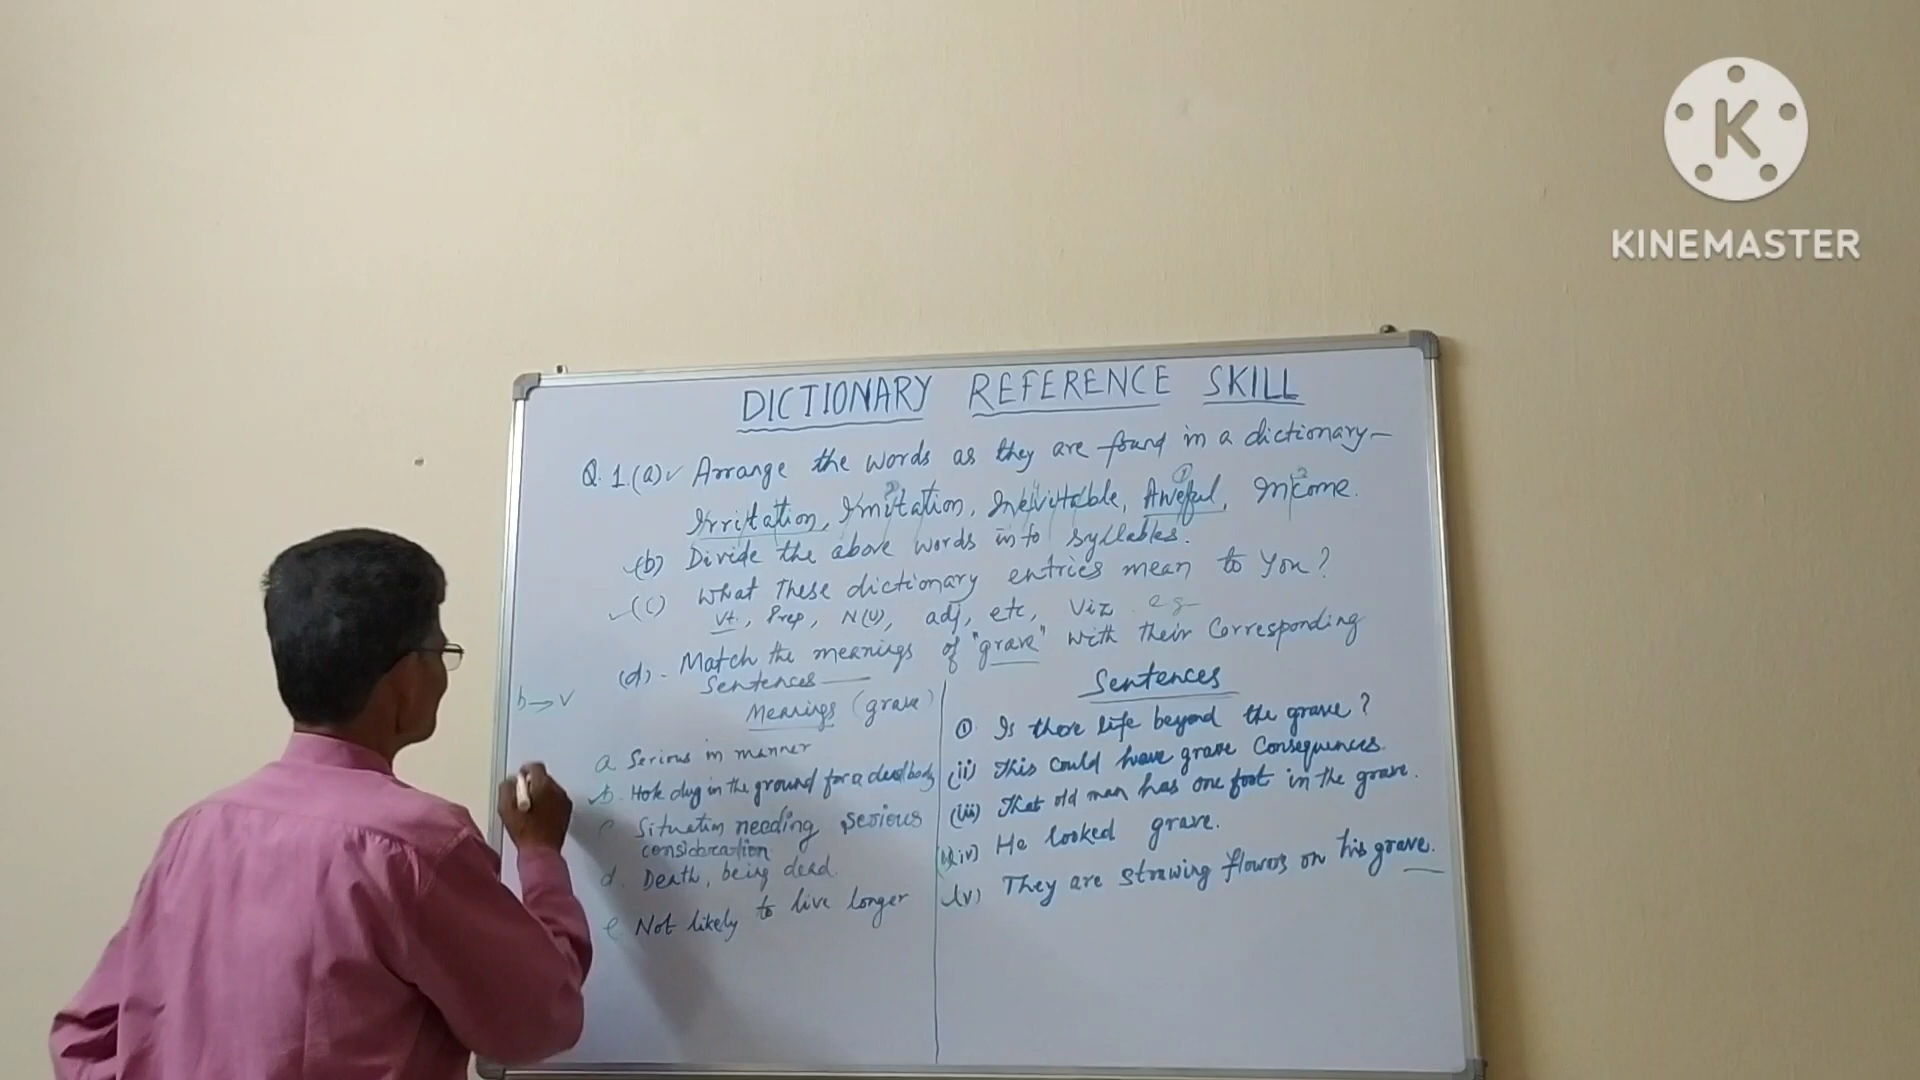 KINEMASTER
DICTIONARY REFERENCE SKILL
Q. 1.(a) Arrange the words as they are found in a dictionary—
Irritation, Imitation, Inevitable, Aweful, Income.
(b) Divide the above words into syllables.
(c) What these dictionary entries mean to you?
Vt., Prep, N(U), adj, etc, Viz eg
(d). Match the meanings of "grave" with their corresponding
Sentences
b → v
Meanings (grave)
a. Serious in manner
b. Hole dug in the ground for a dead body
c Situation needing serious
consideration
d. Death, being dead.
e Not likely to live longer
Sentences
(i) Is there life beyond the grave?
(ii) This could have grave consequences.
(iii) That old man has one foot in the grave.
(iv) He looked grave.
(v) They are strawing flowers on his grave.